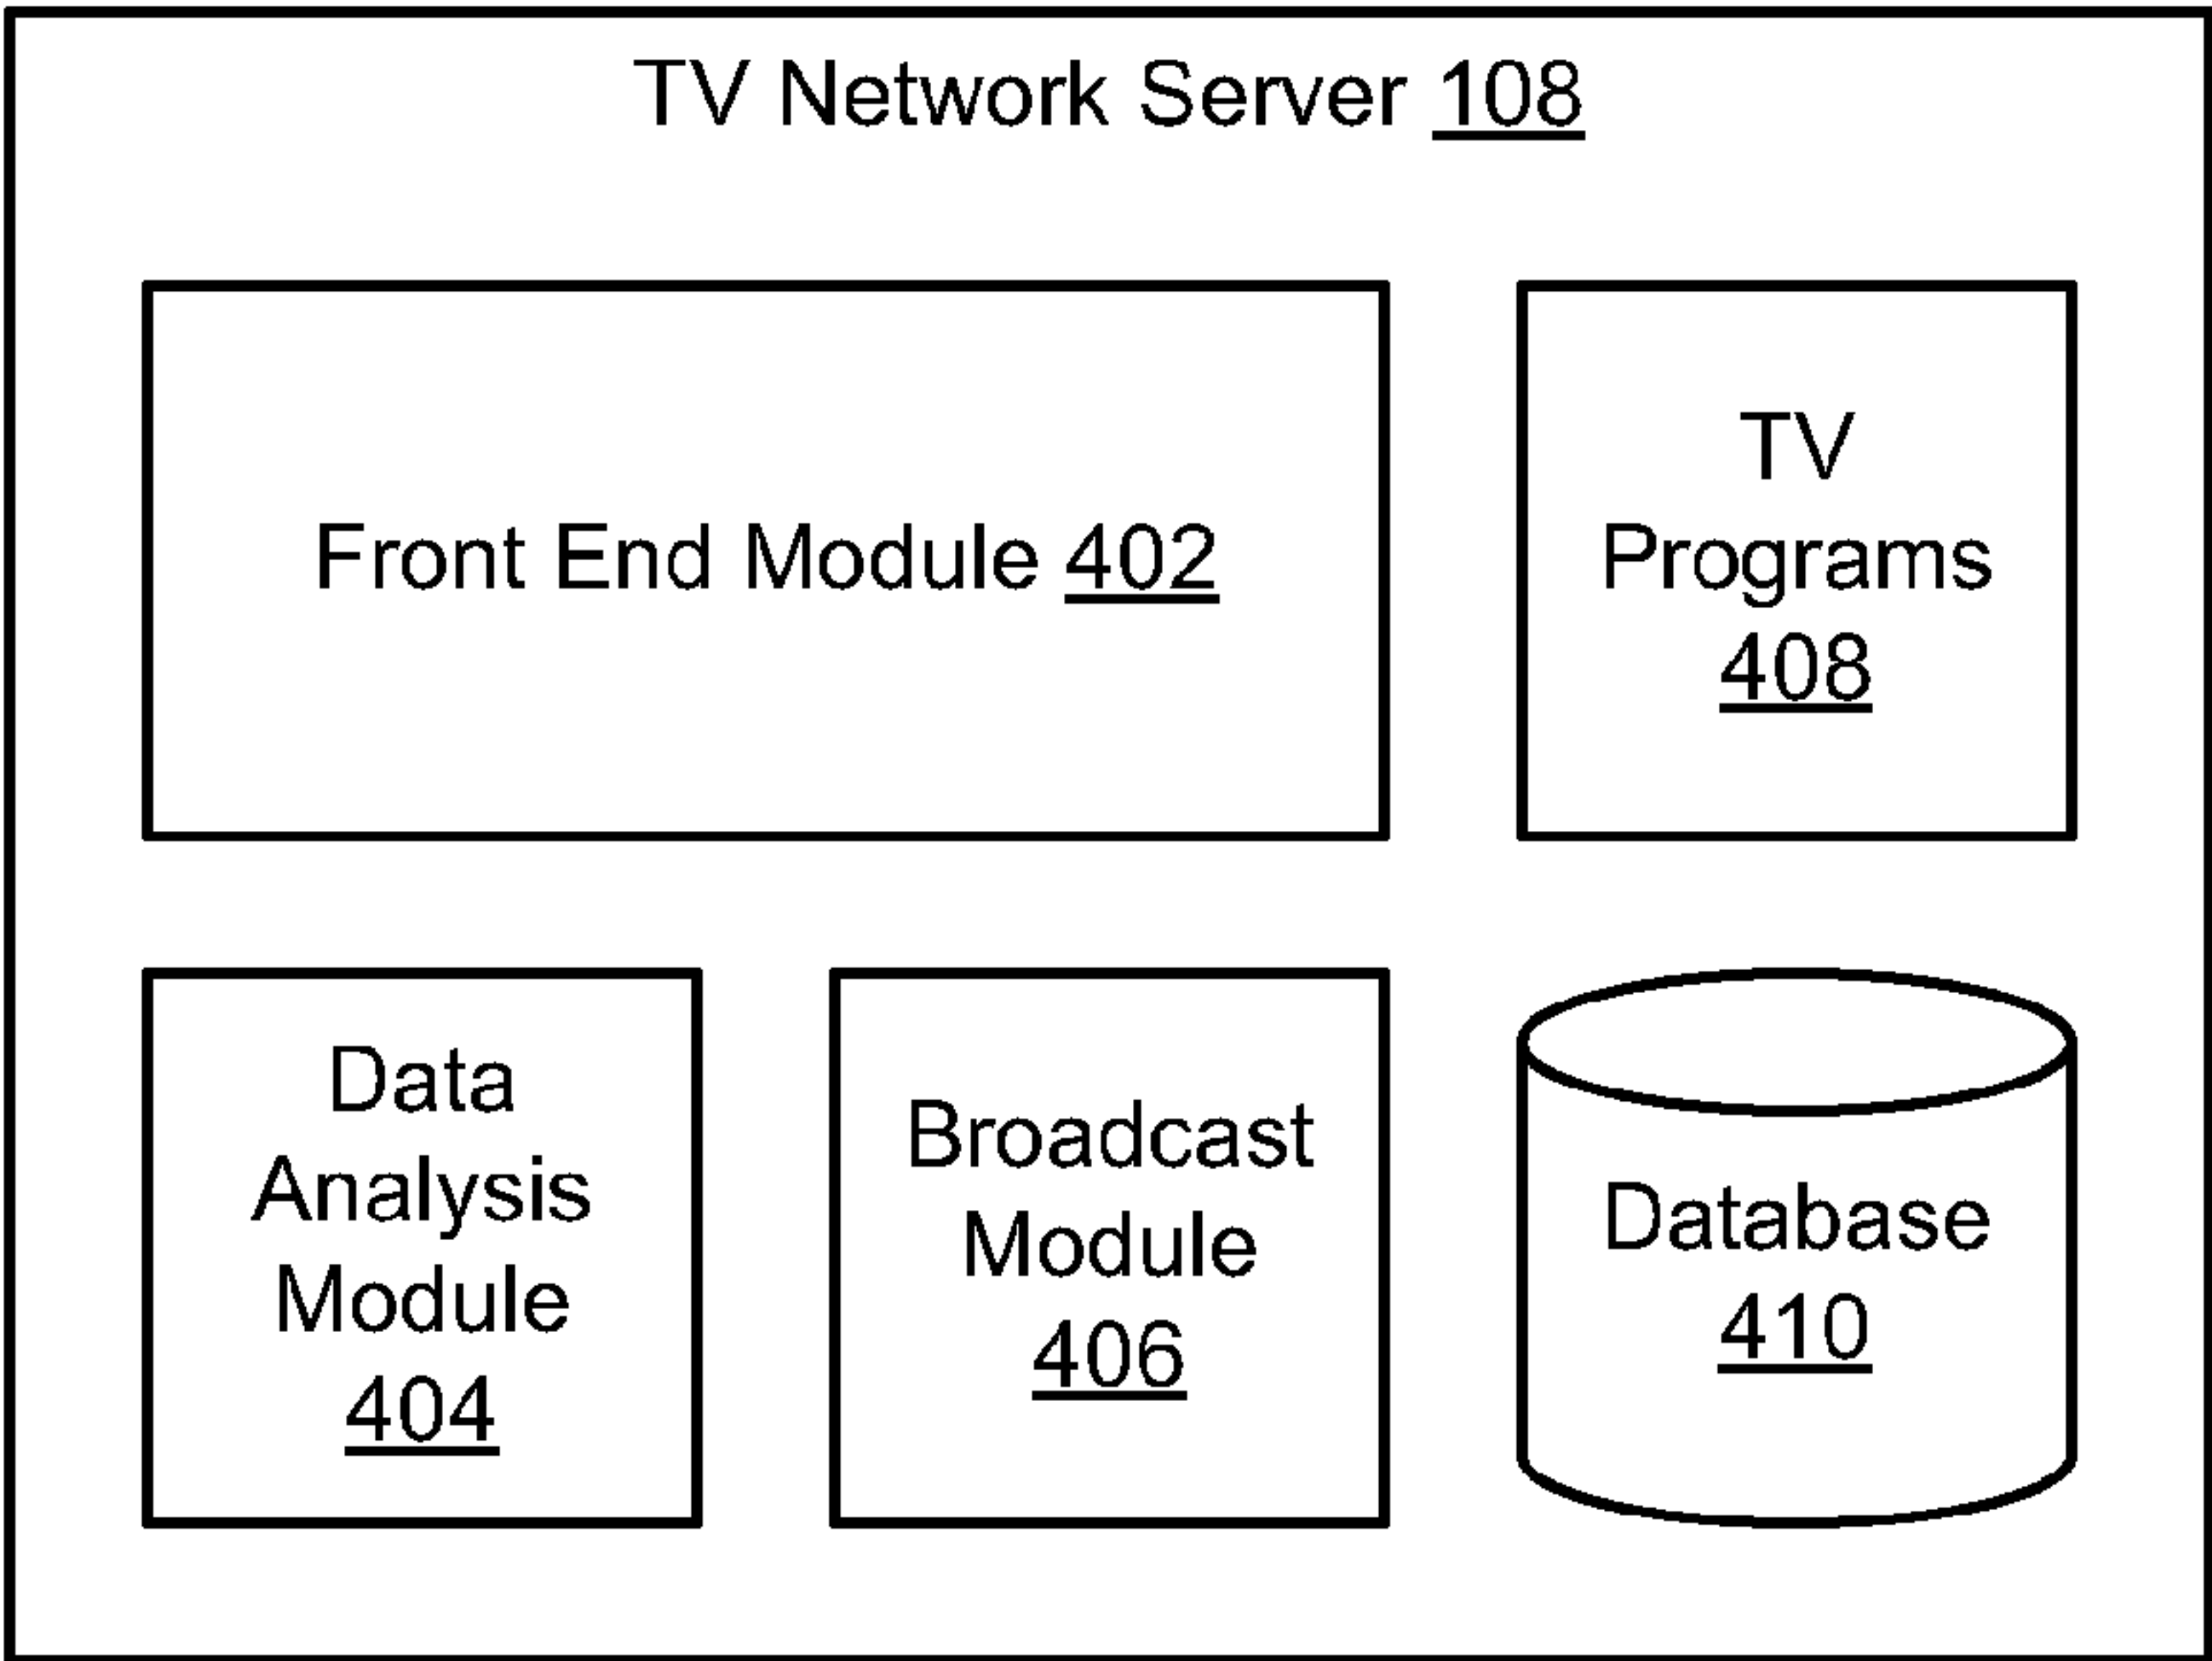 TV Network Server 108
Front End Module 402
TV
Programs
408
Data
Analysis
Module
404
Broadcast
Module
406
Database
410